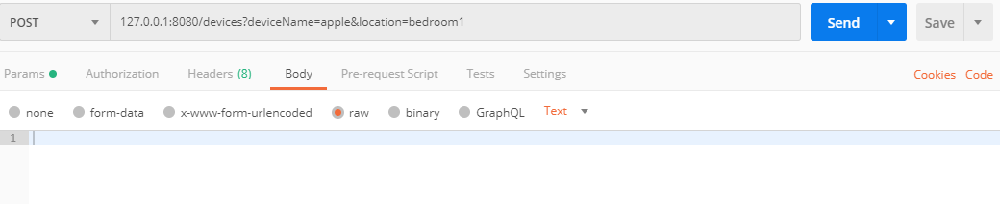 POST 127.0.0.1:8080/devices?deviceName=apple&location=bedroom1 Send Save
Params Authorization Headers (8) Body Pre-request Script Tests Settings Cookies Code
none form-data x-www-form-urlencoded raw binary GraphQL Text
1